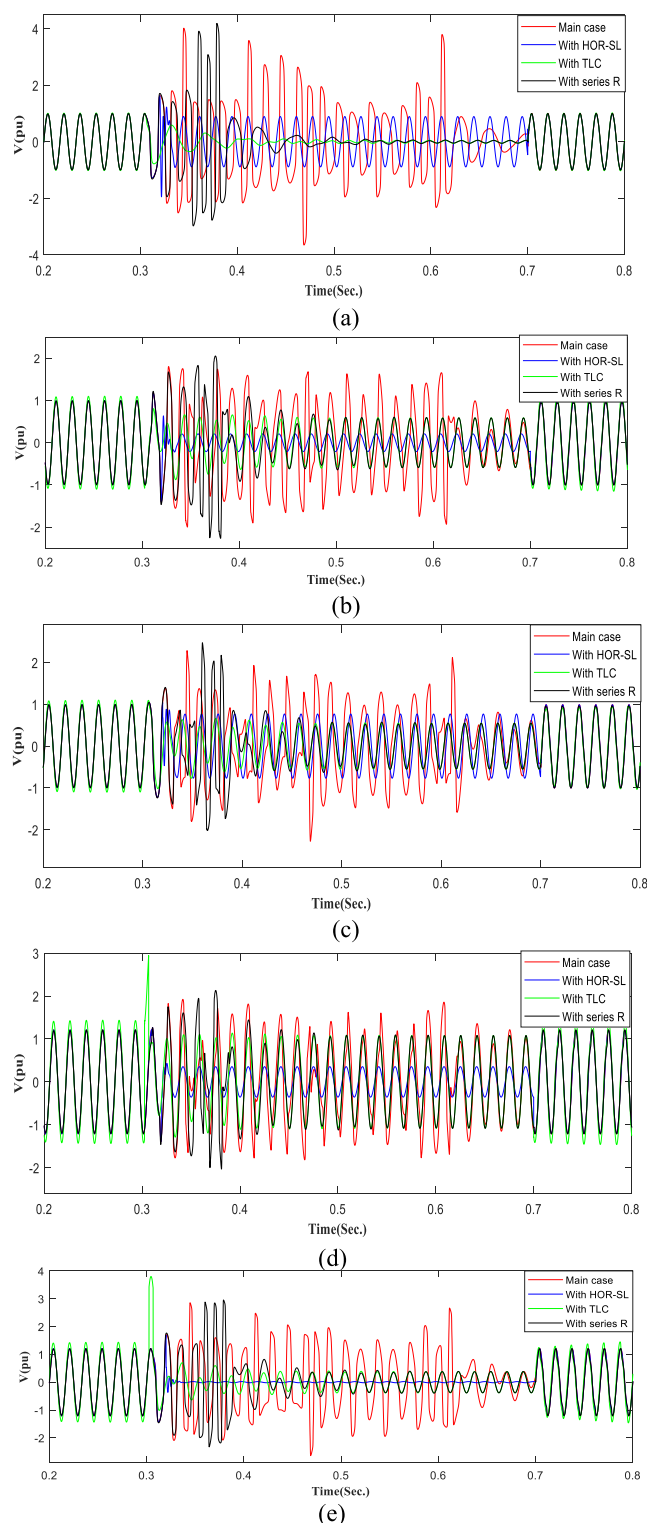 4
2
0
-2
-4
V(pu)
Main case
With HOR-SL
With TLC
With series R
0.2 0.3 0.4 0.5 0.6 0.7 0.8
Time(Sec.)
(a)
2
1
0
-1
-2
V(pu)
Main case
With HOR-SL
With TLC
With series R
0.2 0.3 0.4 0.5 0.6 0.7 0.8
Time(Sec.)
(b)
2
1
0
-1
-2
V(pu)
Main case
With HOR-SL
With TLC
With series R
0.2 0.3 0.4 0.5 0.6 0.7 0.8
Time(Sec.)
(c)
3
2
1
0
-1
-2
V(pu)
Main case
With HOR-SL
With TLC
With series R
0.2 0.3 0.4 0.5 0.6 0.7 0.8
Time(Sec.)
(d)
4
3
2
1
0
-1
-2
V(pu)
Main case
With HOR-SL
With TLC
With series R
0.2 0.3 0.4 0.5 0.6 0.7 0.8
Time(Sec.)
(e)